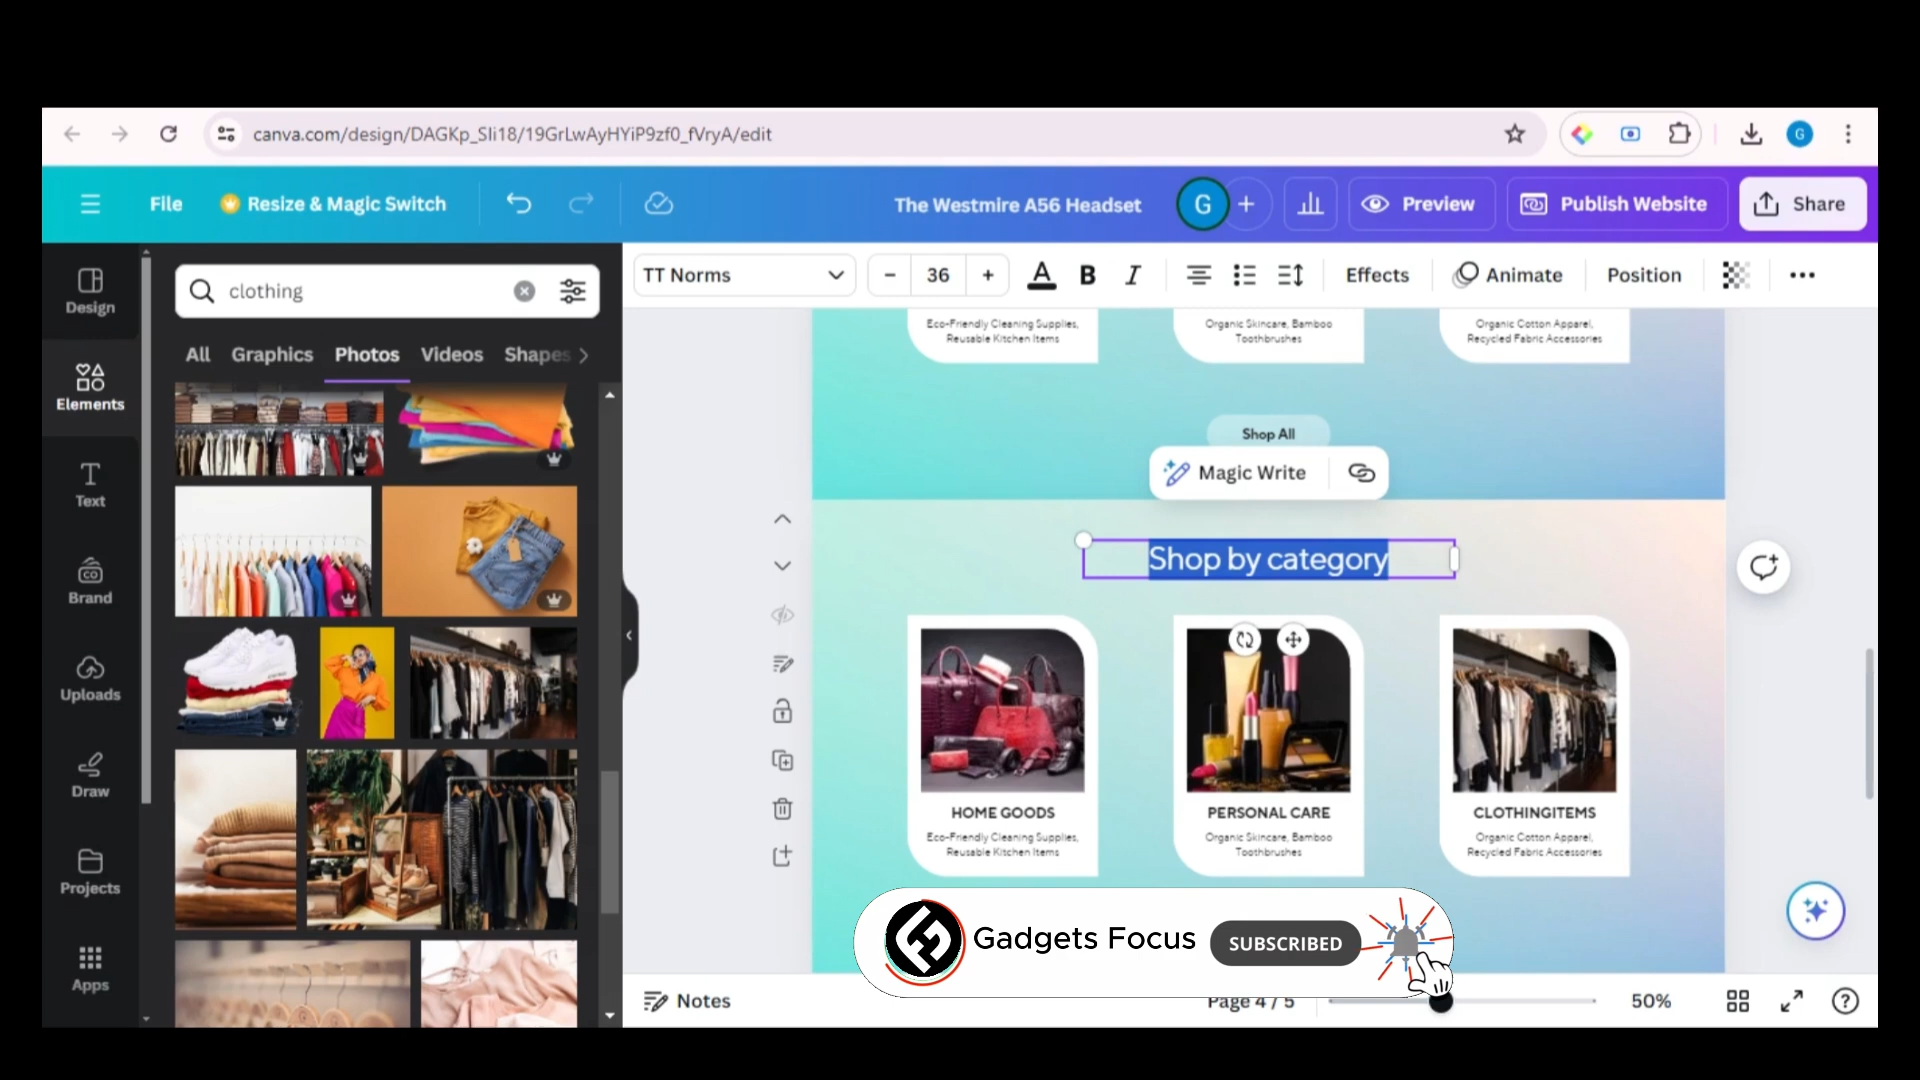 canva.com/design/DAGKp_SIi18/19GrLwAyHYiP9zf0_fVryA/edit
G
File
Resize & Magic Switch
The Westmire A56 Headset
G
Preview
Publish Website
Share
Design
Elements
Text
Brand
Uploads
Draw
Projects
Apps
clothing
All
Graphics
Photos
Videos
Shapes
TT Norms
36
A
B
I
Effects
Animate
Position
Eco-Friendly Cleaning Supplies,
Reusable Kitchen Items
Organic Skincare, Bamboo
Toothbrushes
Organic Cotton Apparel,
Recycled Fabric Accessories
Shop All
Magic Write
Shop by category
HOME GOODS
Eco-Friendly Cleaning Supplies,
Reusable Kitchen Items
PERSONAL CARE
Organic Skincare, Bamboo
Toothbrushes
CLOTHINGITEMS
Organic Cotton Apparel,
Recycled Fabric Accessories
Gadgets Focus
SUBSCRIBED
Notes
Page 4 / 5
50%